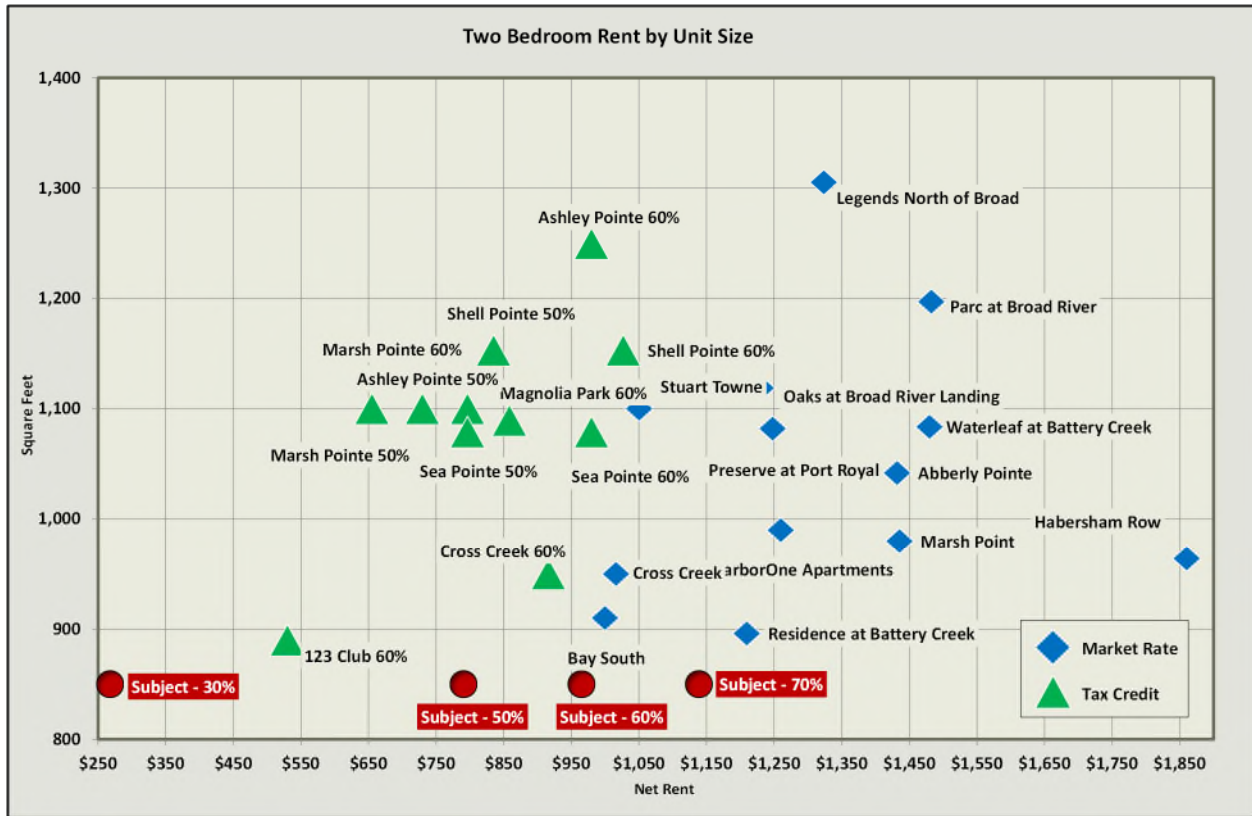 Two Bedroom Rent by Unit Size
1,400
1,300
Legends North of Broad
Ashley Pointe 60%
1,200
Parc at Broad River
Shell Pointe 50%
Marsh Pointe 60%
Shell Pointe 60%
Ashley Pointe 50%
Magnolia Park 60%
Stuart Towne
Oaks at Broad River Landing
1,100
Waterleaf at Battery Creek
Marsh Pointe 50%
Sea Pointe 50%
Sea Pointe 60%
Preserve at Port Royal
Abberly Pointe
Square Feet
1,000
Habersham Row
Marsh Point
Cross Creek 60%
Cross Creek
arborOne Apartments
900
Residence at Battery Creek
123 Club 60%
Bay South
Market Rate
Tax Credit
Subject - 30%
Subject - 50%
Subject - 60%
Subject - 70%
800
$250 $350 $450 $550 $650 $750 $850 $950 $1,050 $1,150 $1,250 $1,350 $1,450 $1,550 $1,650 $1,750 $1,850
Net Rent